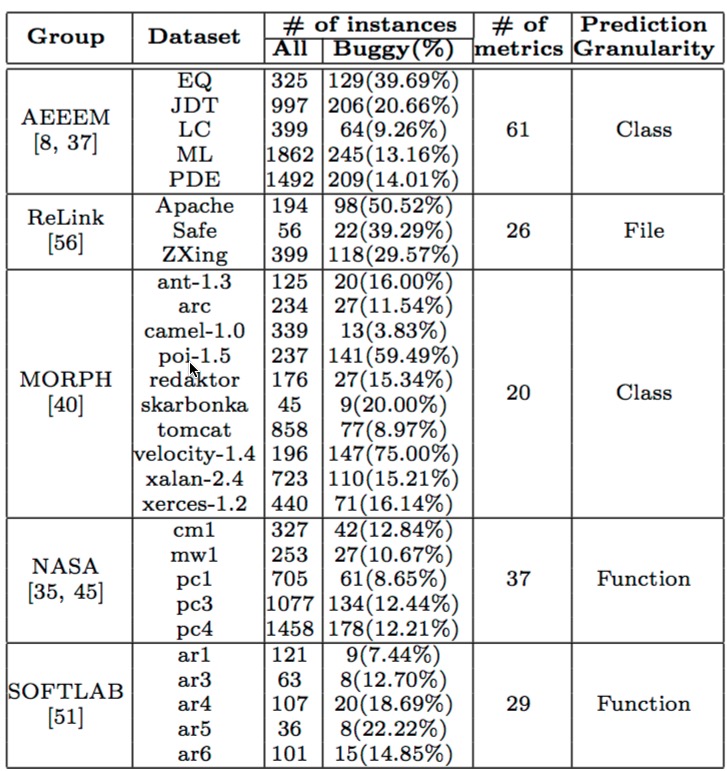 Group Dataset # of instances # of metrics Prediction Granularity
All Buggy(%)
AEEEM [8, 37] EQ 325 129(39.69%) 61 Class
JDT 997 206(20.66%)
LC 399 64(9.26%)
ML 1862 245(13.16%)
PDE 1492 209(14.01%)
ReLink [56] Apache 194 98(50.52%) 26 File
Safe 56 22(39.29%)
ZXing 399 118(29.57%)
MORPH [40] ant-1.3 125 20(16.00%) 20 Class
arc 234 27(11.54%)
camel-1.0 339 13(3.83%)
poi-1.5 237 141(59.49%)
redaktor 176 27(15.34%)
skarbonka 45 9(20.00%)
tomcat 858 77(8.97%)
velocity-1.4 196 147(75.00%)
xalan-2.4 723 110(15.21%)
xerces-1.2 440 71(16.14%)
NASA [35, 45] cm1 327 42(12.84%) 37 Function
mw1 253 27(10.67%)
pc1 705 61(8.65%)
pc3 1077 134(12.44%)
pc4 1458 178(12.21%)
SOFTLAB [51] ar1 121 9(7.44%) 29 Function
ar3 63 8(12.70%)
ar4 107 20(18.69%)
ar5 36 8(22.22%)
ar6 101 15(14.85%)